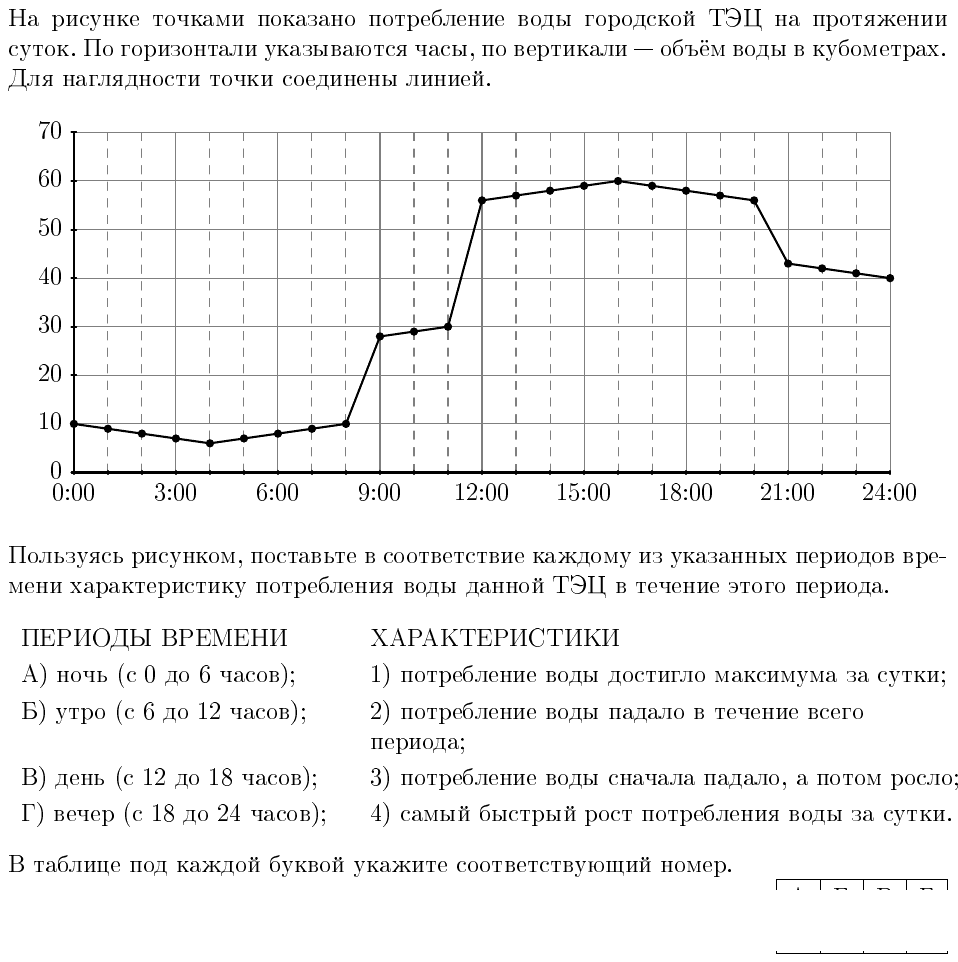 На рисунке точками показано потребление воды городской ТЭЦ на протяжении
суток. По горизонтали указываются часы, по вертикали — объём воды в кубометрах.
Для наглядности точки соединены линией.
70
60
50
40
30
20
10
0
0:00 3:00 6:00 9:00 12:00 15:00 18:00 21:00 24:00
Пользуясь рисунком, поставьте в соответствие каждому из указанных периодов вре-
мени характеристику потребления воды данной ТЭЦ в течение этого периода.
ПЕРИОДЫ ВРЕМЕНИ ХАРАКТЕРИСТИКИ
А) ночь (с 0 до 6 часов); 1) потребление воды достигло максимума за сутки;
Б) утро (с 6 до 12 часов); 2) потребление воды падало в течение всего
периода;
В) день (с 12 до 18 часов); 3) потребление воды сначала падало, а потом росло;
Г) вечер (с 18 до 24 часов); 4) самый быстрый рост потребления воды за сутки.
В таблице под каждой буквой укажите соответствующий номер.